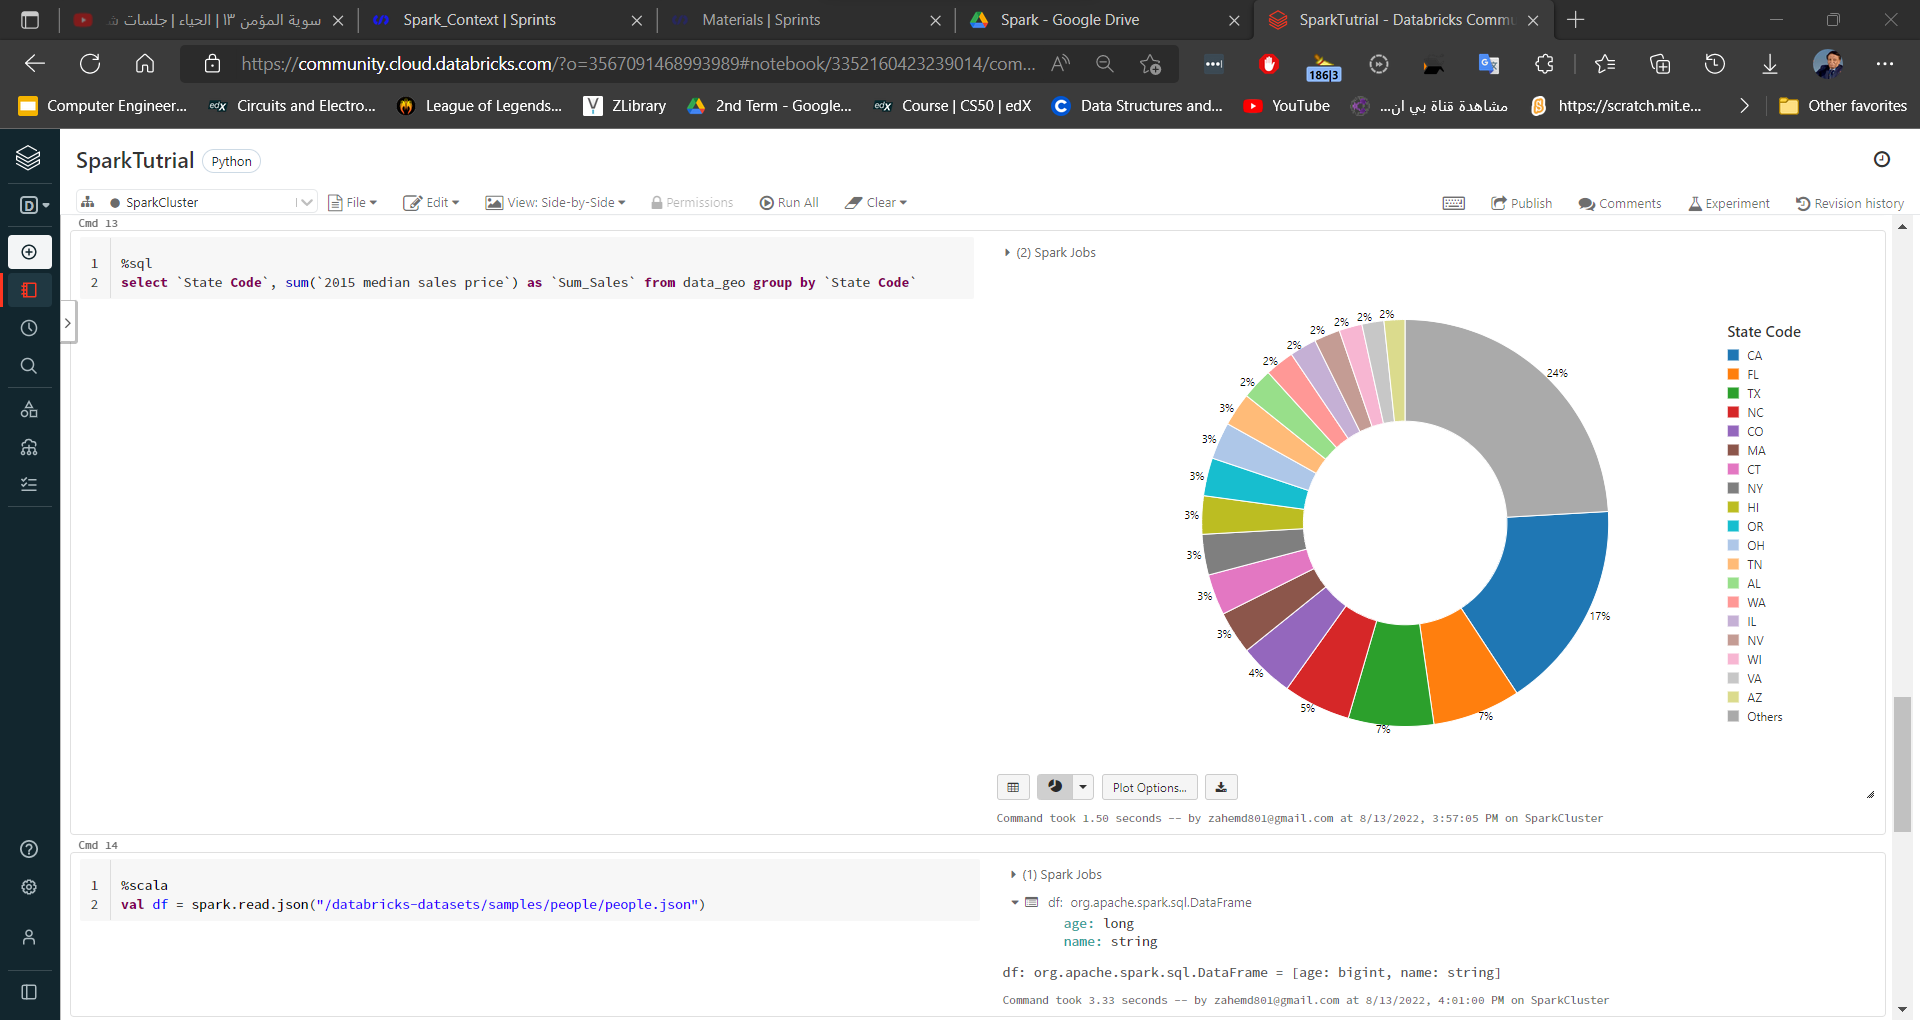 سوية المؤمن ١٣ | الحياء | جلسات ش
Spark_Context | Sprints
Materials | Sprints
Spark - Google Drive
SparkTutrial - Databricks Commu
https://community.cloud.databricks.com/?o=3567091468993989#notebook/3352160423239014/com...
186|3
Computer Engineer...
Circuits and Electro...
League of Legends...
ZLibrary
2nd Term - Google...
Course | CS50 | edX
Data Structures and...
YouTube
مشاهدة قناة بي ان...
https://scratch.mit.e...
Other favorites
SparkTutrial Python
SparkCluster File Edit View: Side-by-Side Permissions Run All Clear Publish Comments Experiment Revision history
Cmd 13
1 %sql
2 select `State Code`, sum(`2015 median sales price`) as `Sum_Sales` from data_geo group by `State Code`
(2) Spark Jobs
24%
17%
7%
7%
5%
4%
3%
3%
3%
3%
3%
3%
3%
2%
2%
2%
2%
2%
2%
2%
State Code
CA
FL
TX
NC
CO
MA
CT
NY
HI
OR
OH
TN
AL
WA
IL
NV
WI
VA
AZ
Others
Plot Options...
Command took 1.50 seconds -- by zahemd801@gmail.com at 8/13/2022, 3:57:05 PM on SparkCluster
Cmd 14
1 %scala
2 val df = spark.read.json("/databricks-datasets/samples/people/people.json")
(1) Spark Jobs
df: org.apache.spark.sql.DataFrame
age: long
name: string
df: org.apache.spark.sql.DataFrame = [age: bigint, name: string]
Command took 3.33 seconds -- by zahemd801@gmail.com at 8/13/2022, 4:01:00 PM on SparkCluster